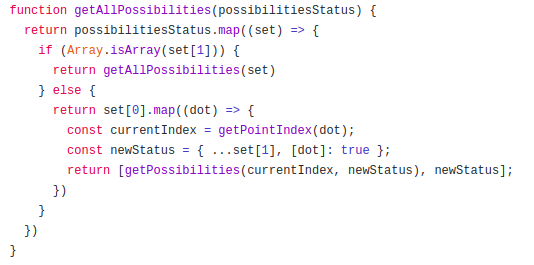 function getAllPossibilities(possibilitiesStatus) {
  return possibilitiesStatus.map((set) => {
    if (Array.isArray(set[1])) {
      return getAllPossibilities(set)
    } else {
      return set[0].map((dot) => {
        const currentIndex = getPointIndex(dot);
        const newStatus = { ...set[1], [dot]: true };
        return [getPossibilities(currentIndex, newStatus), newStatus];
      })
    }
  })
}